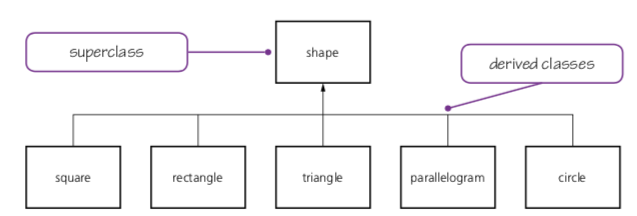 superclass
shape
derived classes
square
rectangle
triangle
parallelogram
circle